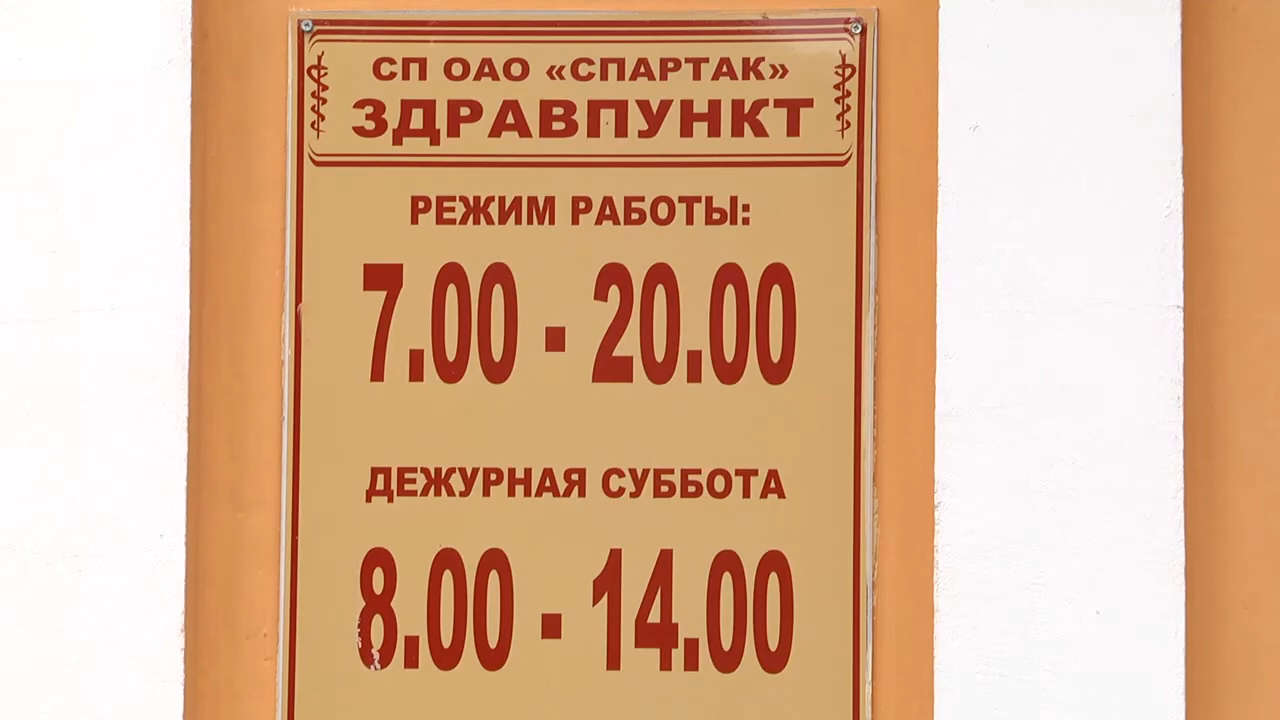 СП ОАО «СПАРТАК»
ЗДРАВПУНКТ
РЕЖИМ РАБОТЫ:
7.00 - 20.00
ДЕЖУРНАЯ СУББОТА
8.00 - 14.00